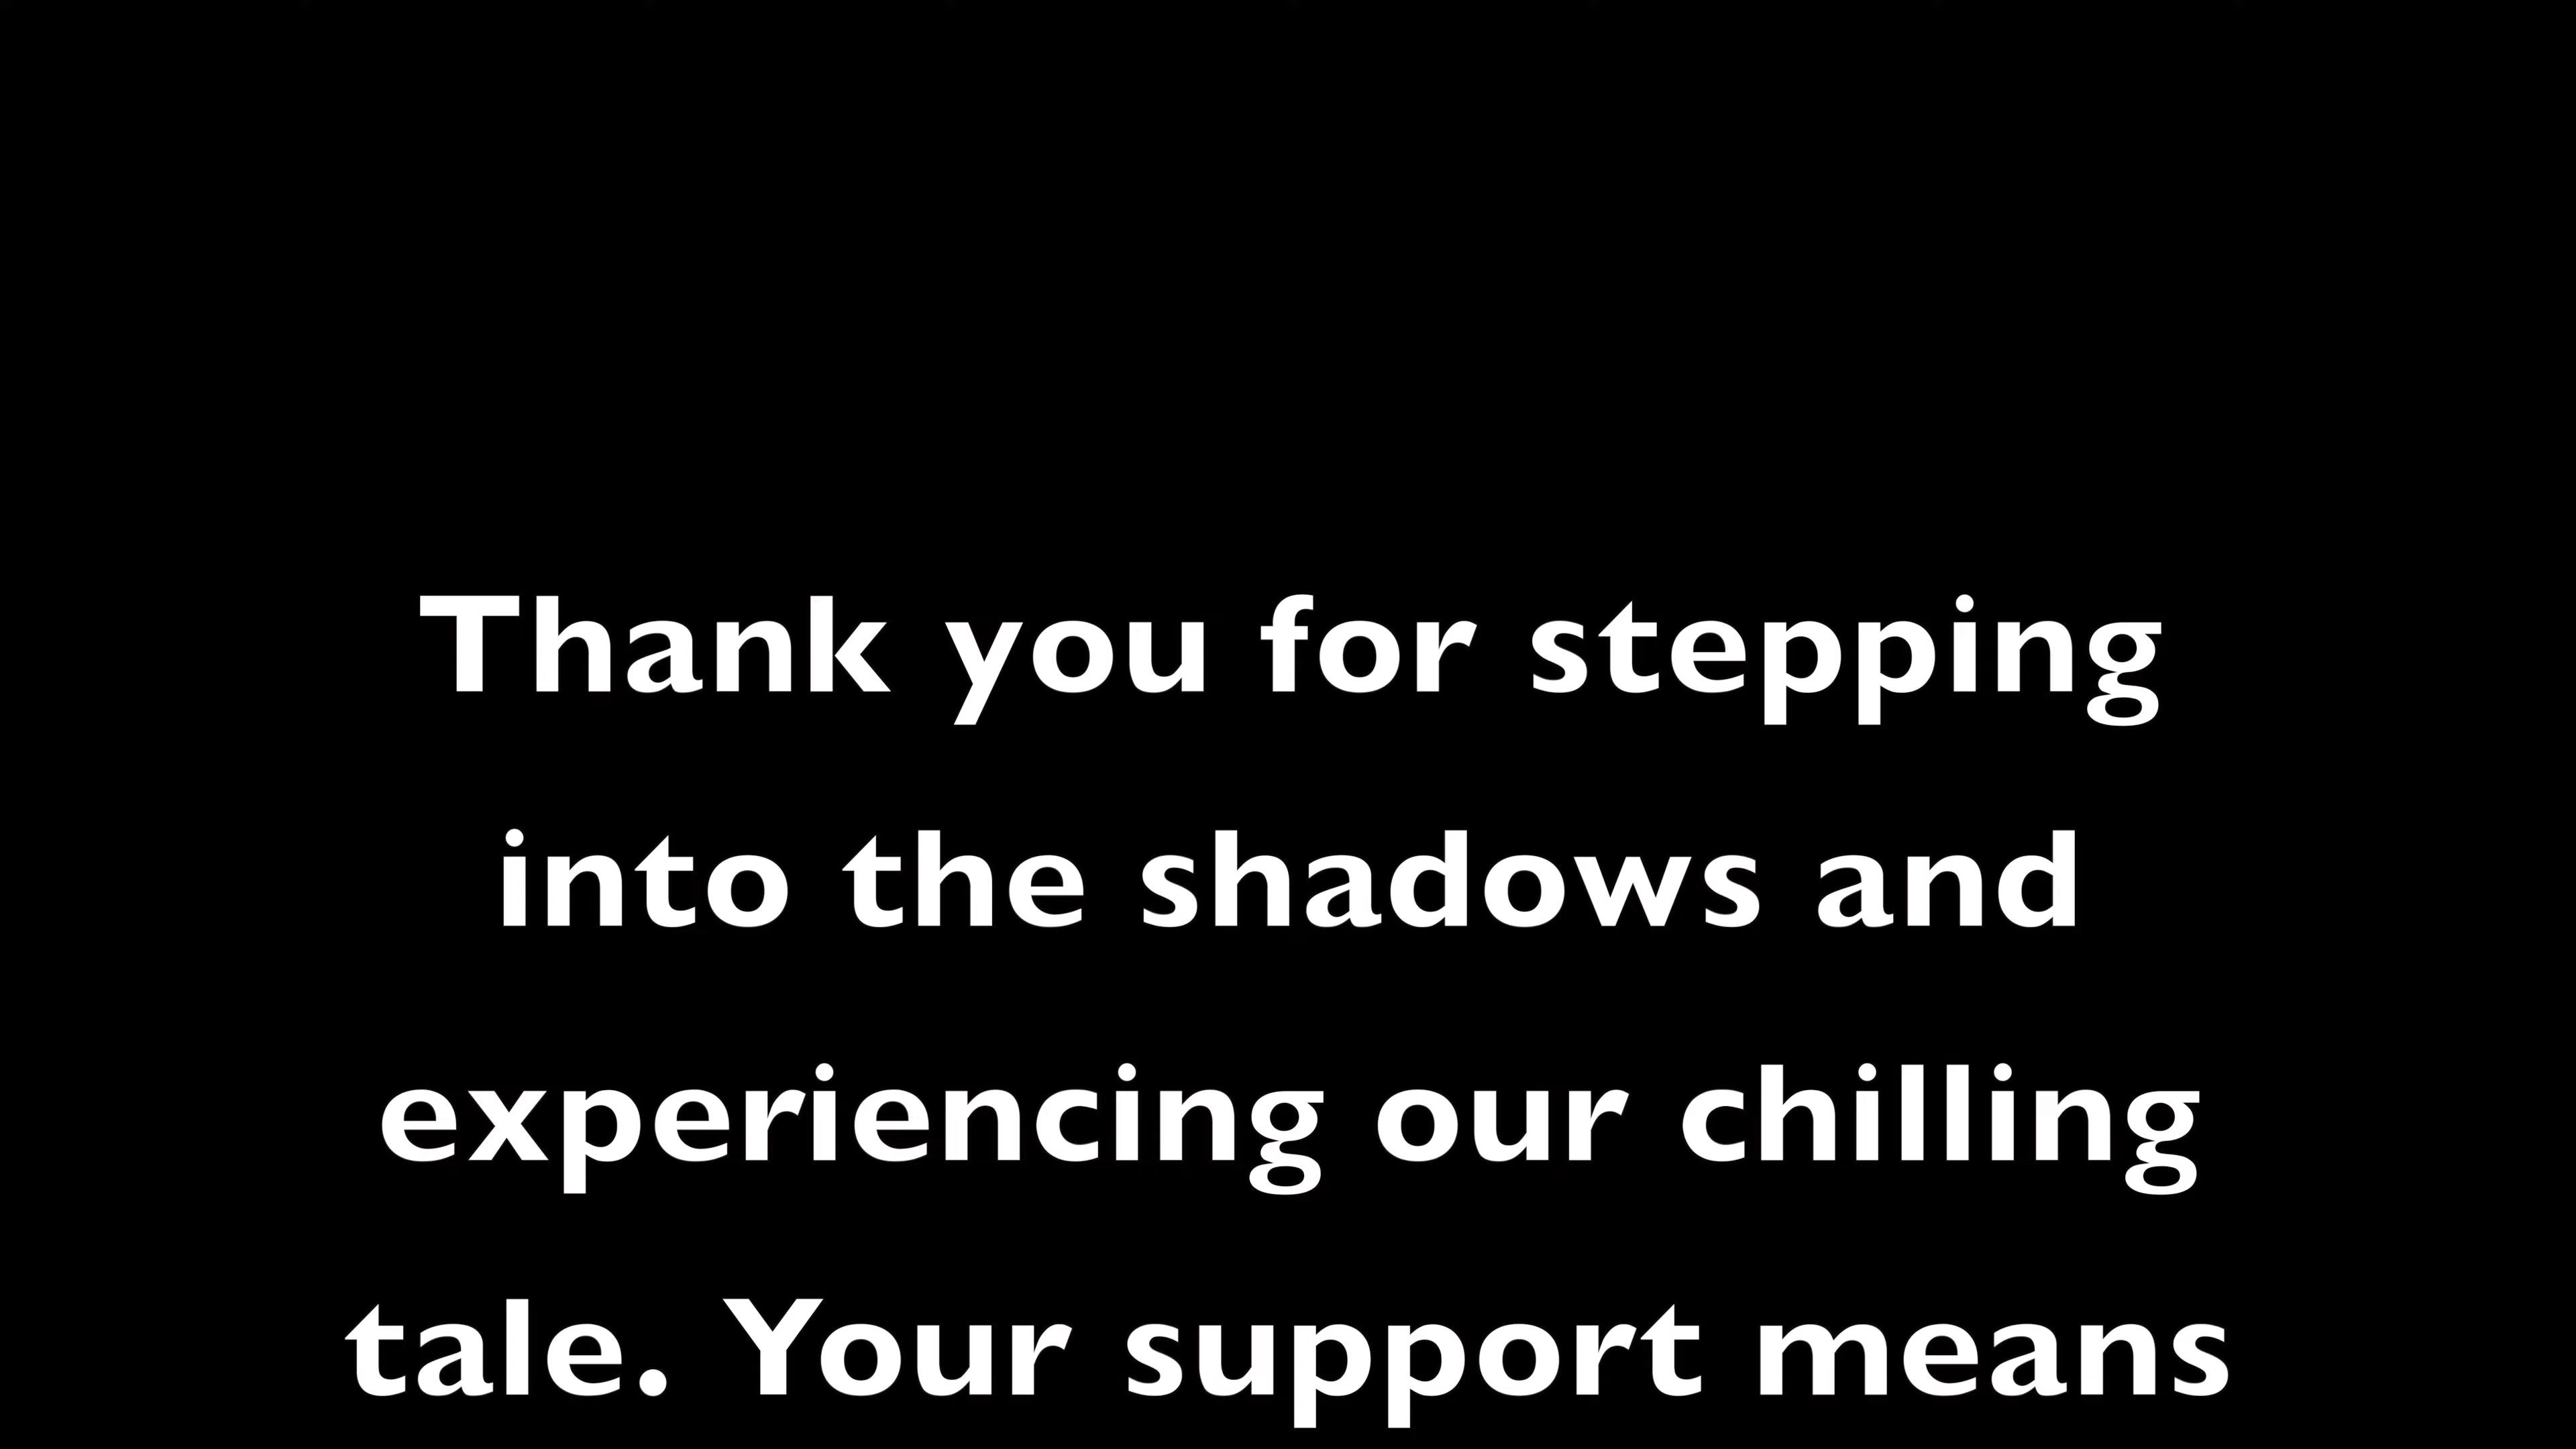 Thank you for stepping
into the shadows and
experiencing our chilling
tale. Your support means